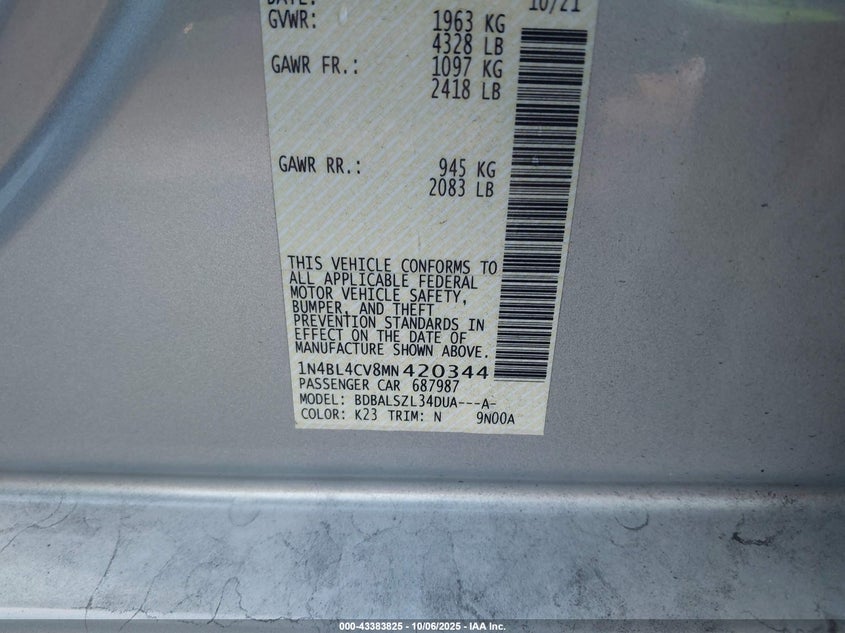 DATE: 10/21
GVWR: 1963 KG
4328 LB
GAWR FR.: 1097 KG
2418 LB
GAWR RR.: 945 KG
2083 LB
THIS VEHICLE CONFORMS TO
ALL APPLICABLE FEDERAL
MOTOR VEHICLE SAFETY,
BUMPER, AND THEFT
PREVENTION STANDARDS IN
EFFECT ON THE DATE OF
MANUFACTURE SHOWN ABOVE.
1N4BL4CV8MN420344
PASSENGER CAR 687987
MODEL: BDBALSZL34DUA---A-
COLOR: K23 TRIM: N 9N00A
000-43383825 - 10/06/2025 - IAA Inc.